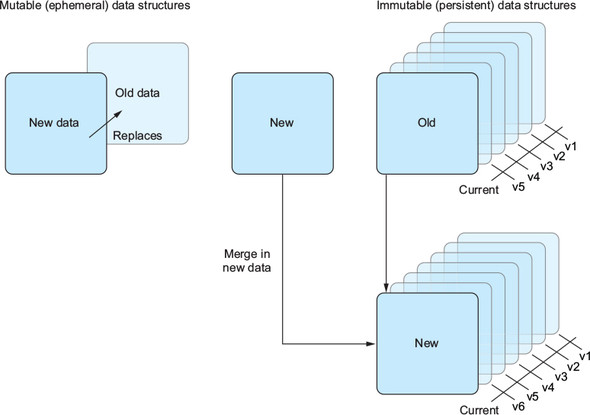 Mutable (ephemeral) data structures
Immutable (persistent) data structures
Old data
New data
Replaces
New
Old
v1
v2
v3
v4
v5
Current
Merge in
new data
New
v1
v2
v3
v4
v5
v6
Current